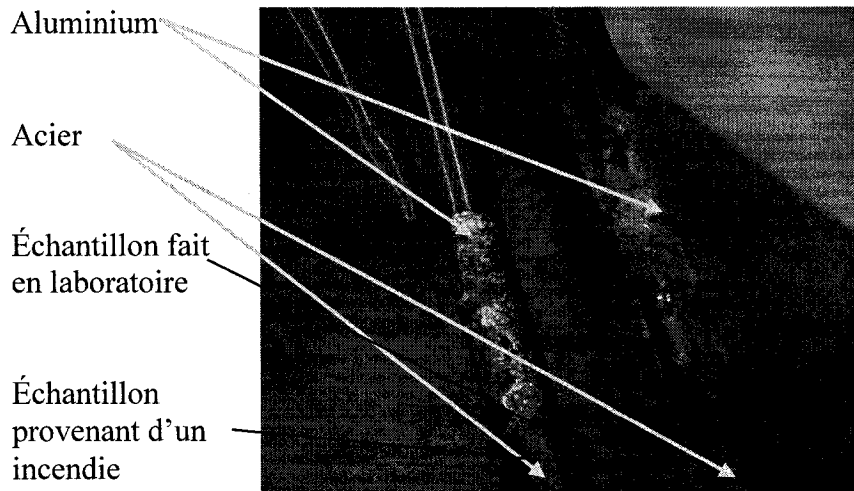 Aluminium
Acier
Échantillon fait
en laboratoire
Échantillon
provenant d'un
incendie